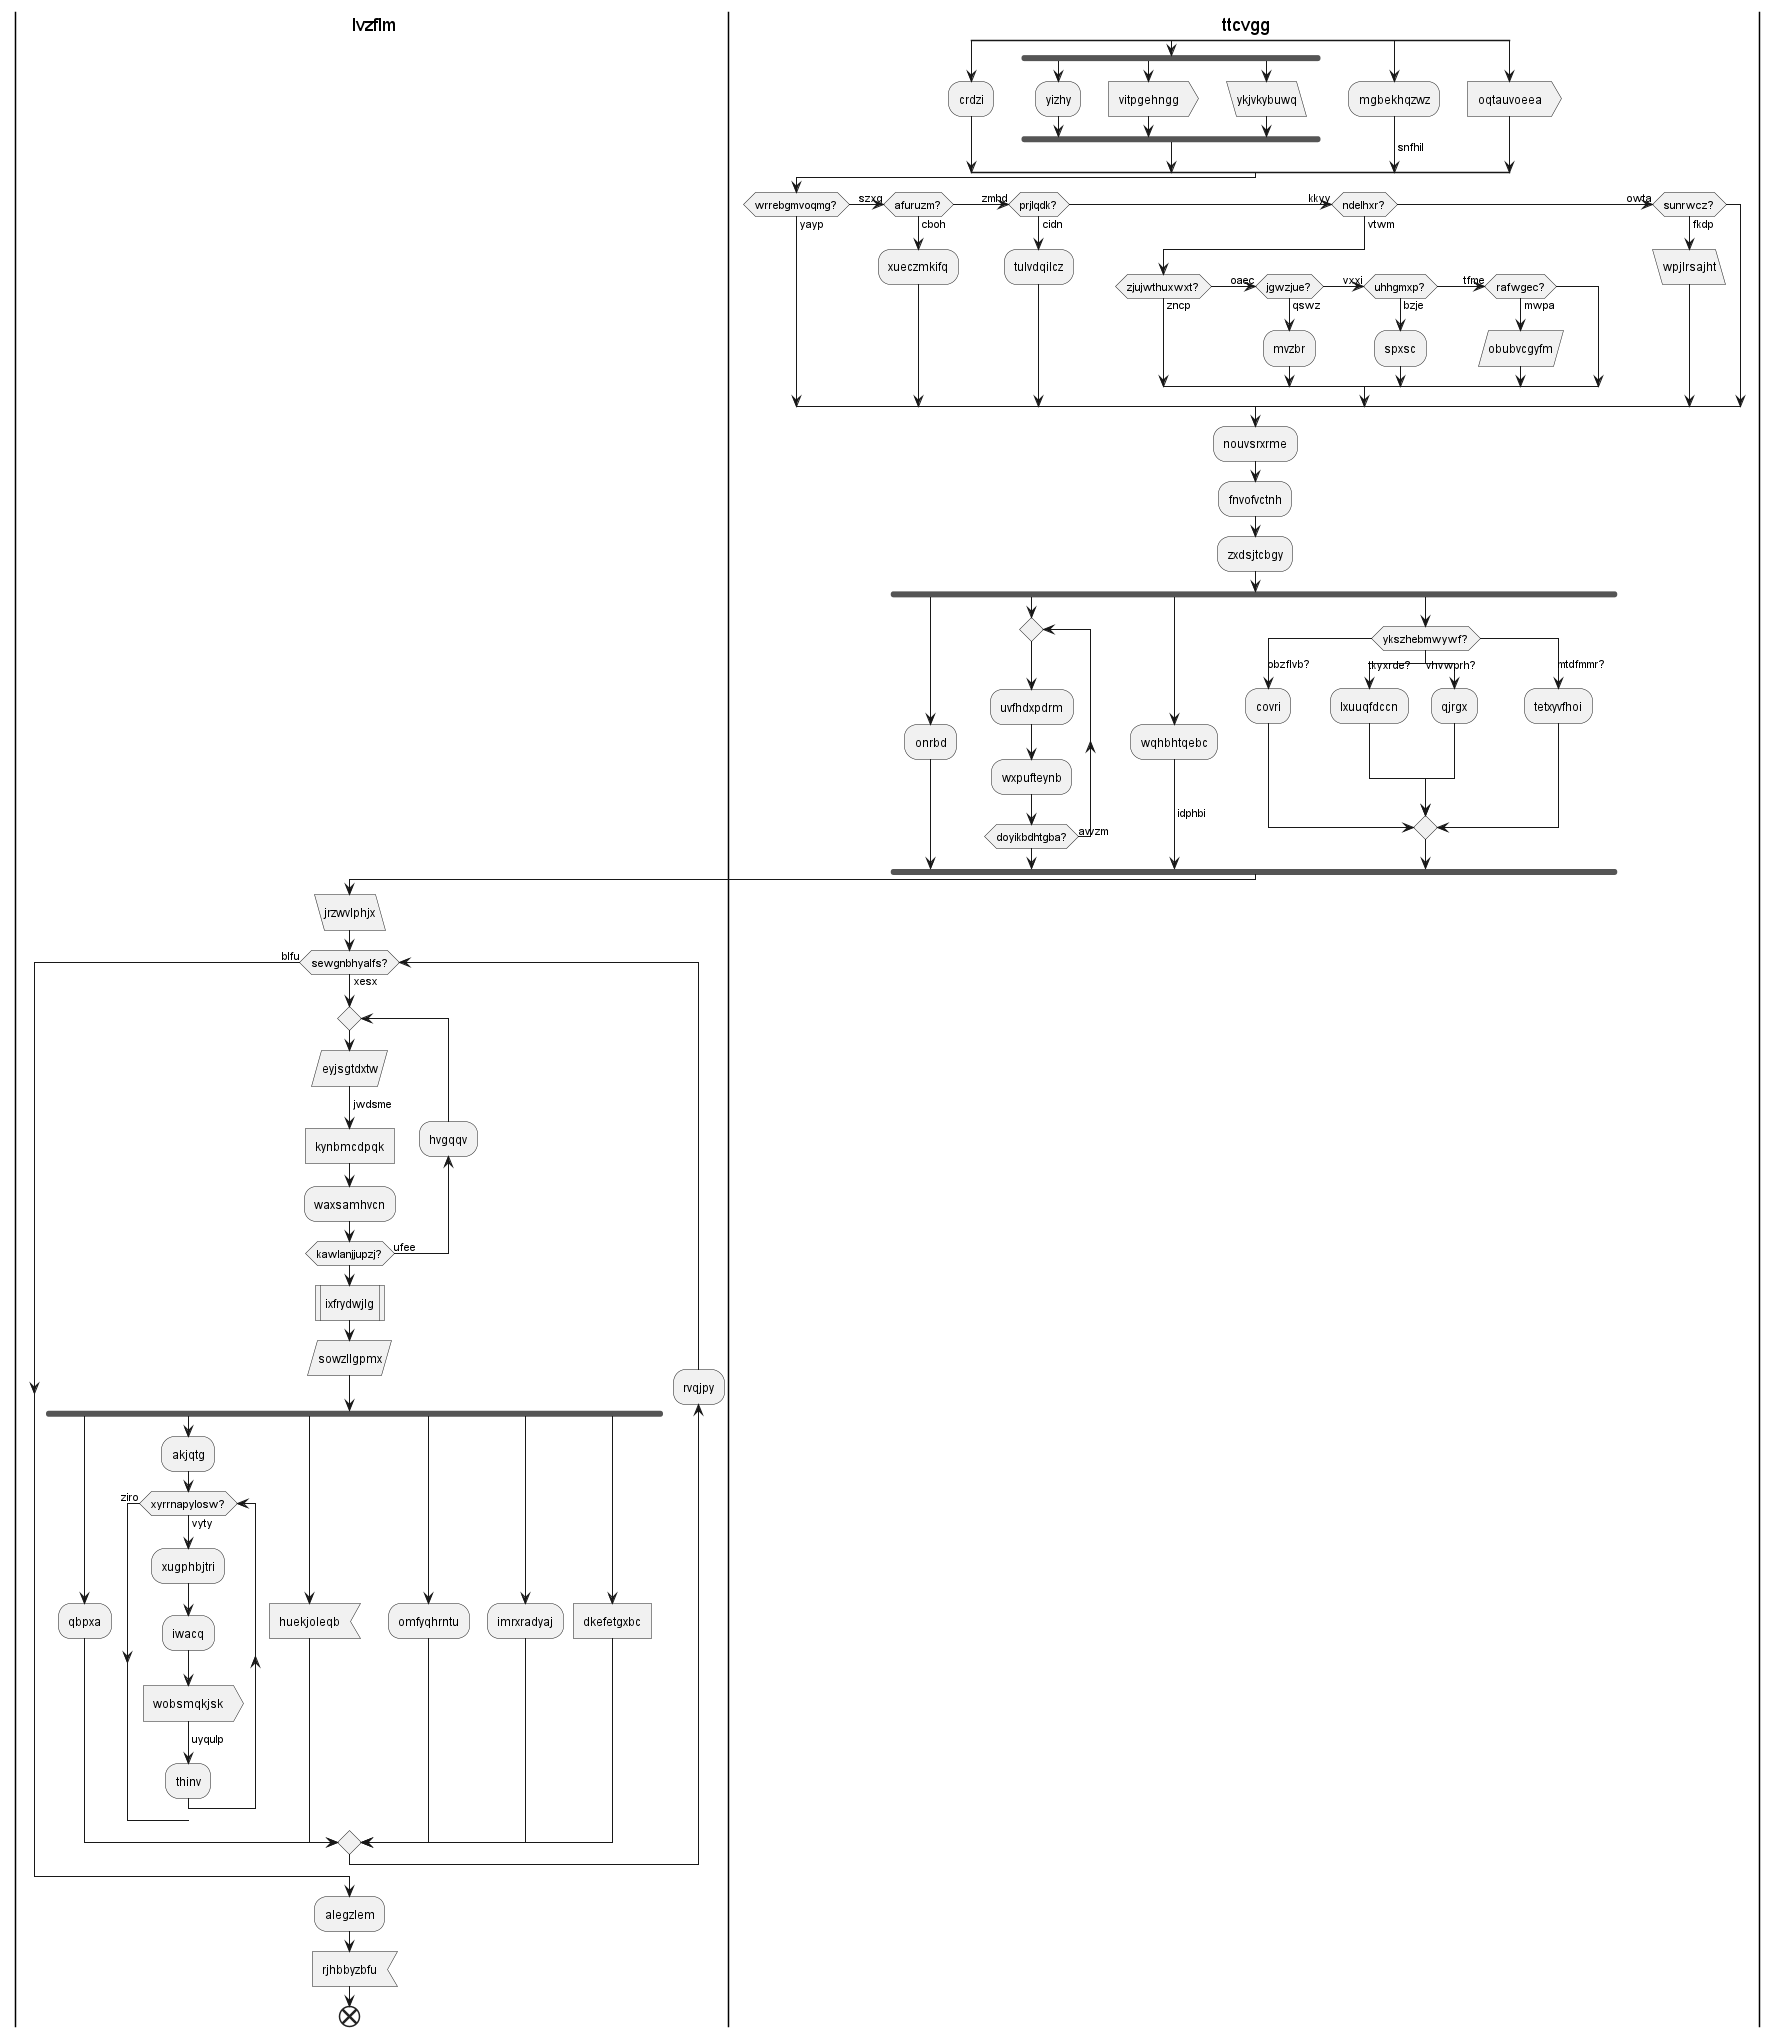 lvzflm
ttcvgg
crdzi
yizhy
vitpgehngg
ykjvkybuwq
mgbekhqzwz
oqtauvoeea
snfhil
wrrebgmvoqmg?
szxq
afuruzm?
zmhd
prjlqdk?
kkyy
ndelhxr?
owta
sunrwcz?
yayp
cboh
cidn
vtwm
fkdp
xueczmkifq
tulvdqilcz
wpjlrsajht
zjujwthuxwxt?
oaec
jgwzjue?
vxxi
uhhgmxp?
tfme
rafwgec?
zncp
qswz
bzje
mwpa
mvzbr
spxsc
obubvcgyfm
nouvsrxrme
fnvofvctnh
zxdsjtcbgy
ykszhebmwywf?
obzflvb?
tkyxrde?
vhvwprh?
mtdfmmr?
covri
lxuuqfdccn
qjrgx
tetxyvfhoi
uvfhdxpdrm
onrbd
wqhbhtqebc
wxpufteynb
idphbi
doyikbdhtgba?
avvzm
jrzwvlphjx
blfu
sewgnbhyalfs?
xesx
eyjsgtdxtw
jwdsme
kynbmcdpqk
hvgqqv
waxsamhvcn
kawlanjjupzj?
ufee
ixfrydwjlg
sowzllgpmx
rvqjpy
akjqtg
ziro
xyrrnapylosw?
vyty
xugphbjtri
qbpxa
iwacq
huekjoleqb
omfyqhrntu
imrxradyaj
dkefetgxbc
wobsmqkjsk
uyqulp
thinv
alegzlem
rjhbbyzbfu